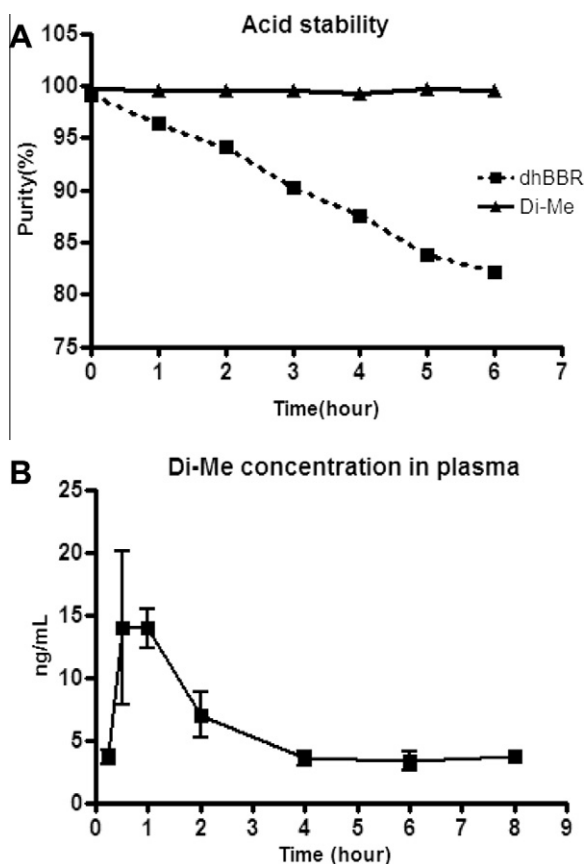 A
Acid stability
Purity(%)
100
95
90
85
80
75
0 1 2 3 4 5 6 7
Time(hour)
dhBBR
Di-Me
B
Di-Me concentration in plasma
ng/mL
25
20
15
10
5
0
0 1 2 3 4 5 6 7 8 9
Time (hour)